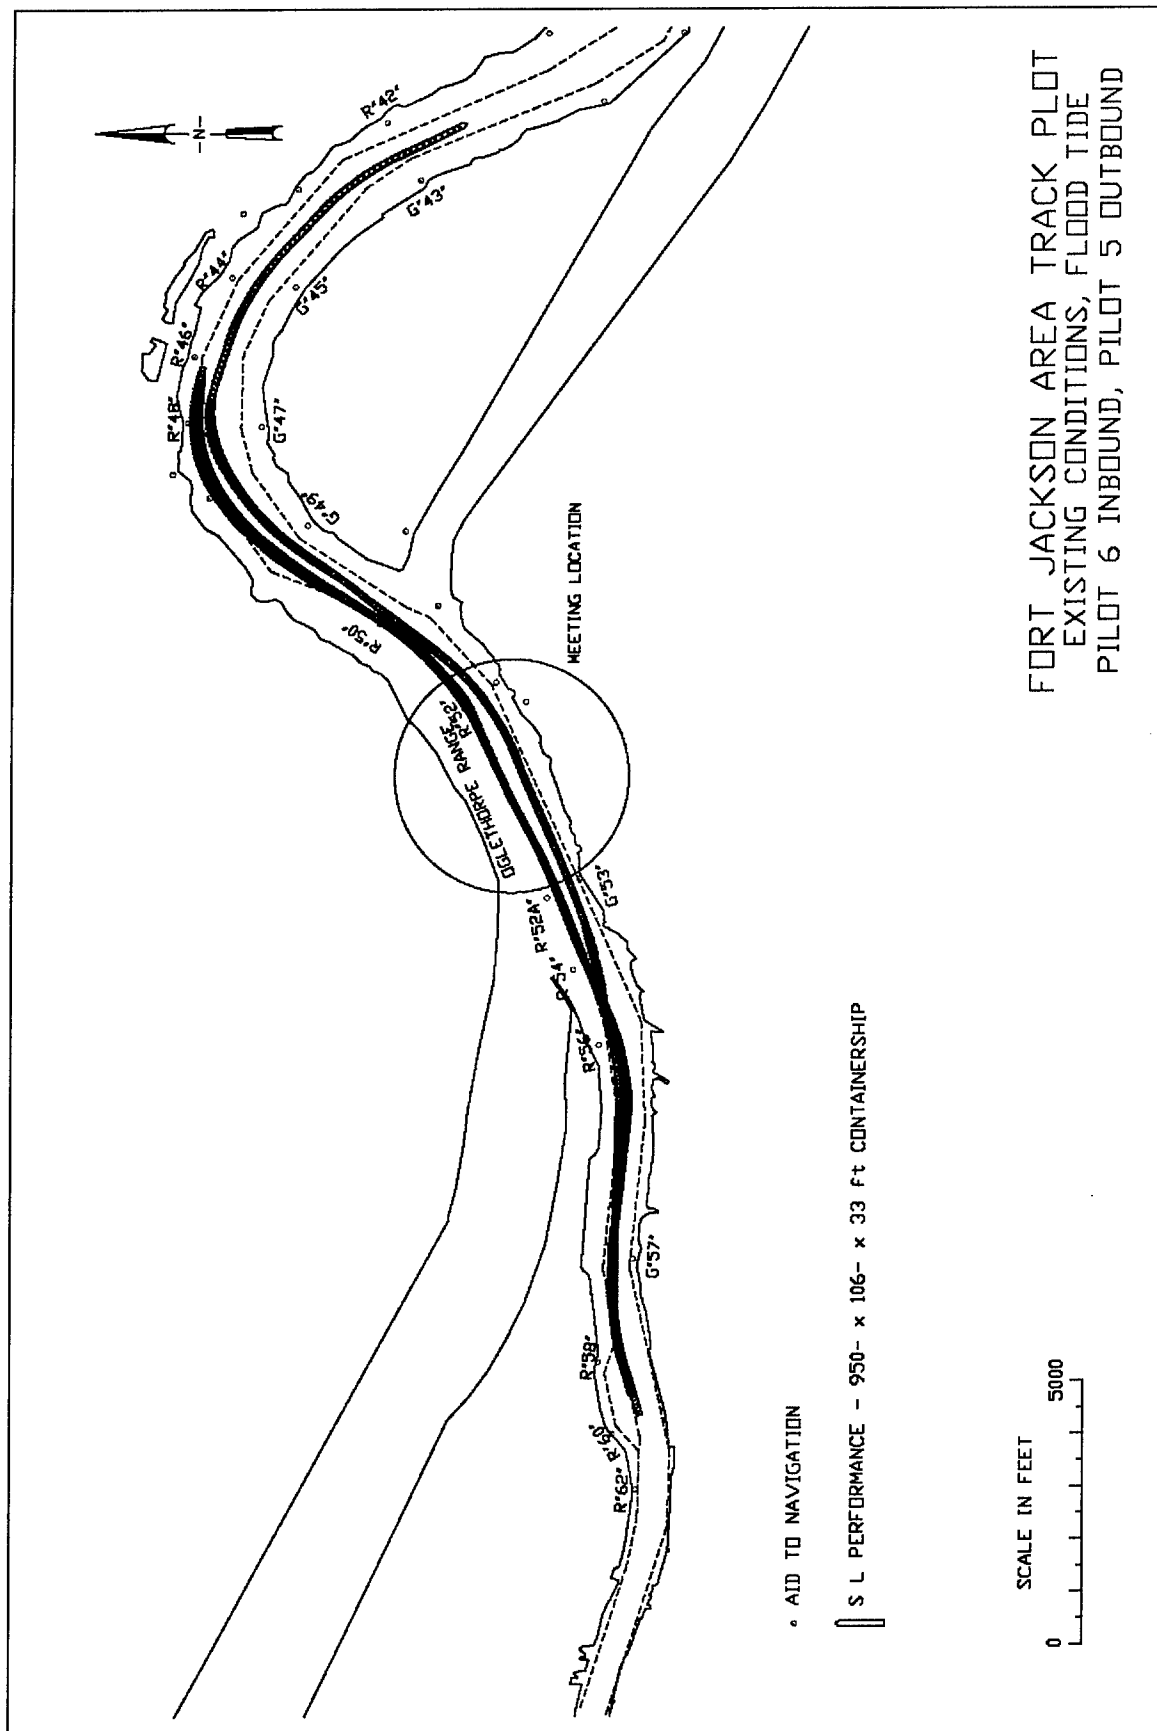 R"42"
-N-
G"43"
R"44"
G"45"
R"46"
R"48"
G"47"
G"49"
R"50"
MEETING LOCATION
R"52"
OGLETHORPE RANGE
R"52A"
G"53"
R"54"
R"56"
G"57"
R"58"
R"60"
R"62"
∘ AID TO NAVIGATION
S L PERFORMANCE - 950- x 106- x 33 ft CONTAINERSHIP
SCALE IN FEET
0 5000
FORT JACKSON AREA TRACK PLOT
EXISTING CONDITIONS, FLOOD TIDE
PILOT 6 INBOUND, PILOT 5 OUTBOUND